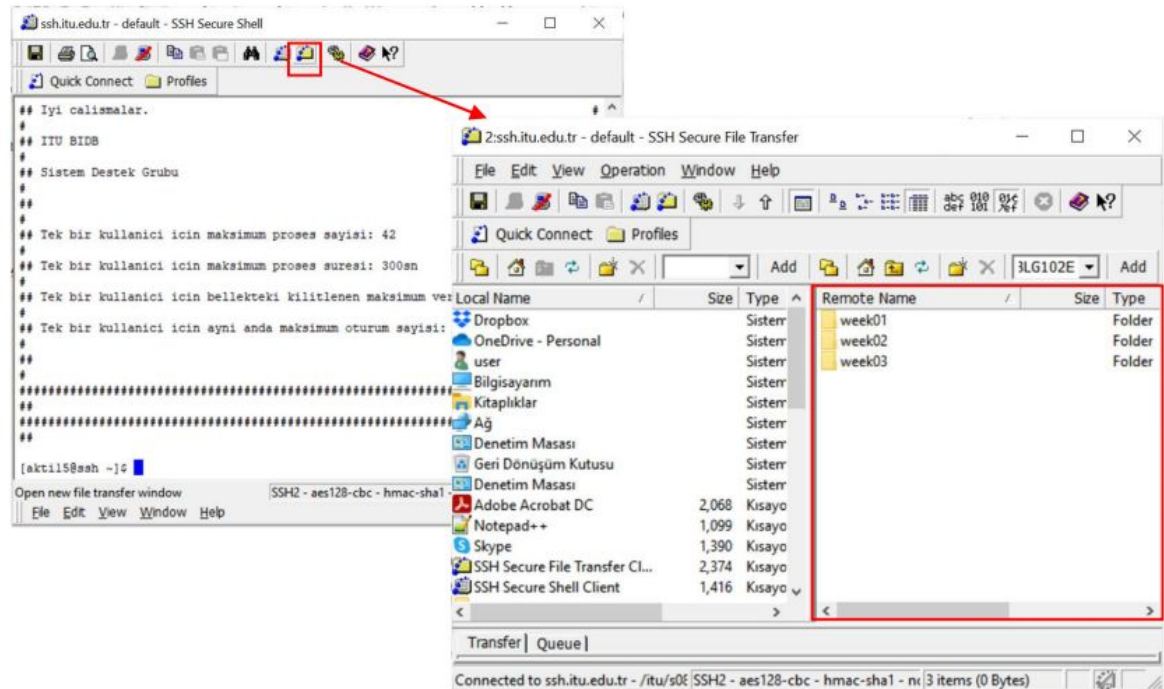 ssh.itu.edu.tr - default - SSH Secure Shell
Quick Connect Profiles
## Iyi calismalar. #
#
## ITU BIDB
#
## Sistem Destek Grubu
#
##
#
## Tek bir kullanici icin maksimum proses sayisi: 42
#
## Tek bir kullanici icin maksimum proses suresi: 300sn
#
## Tek bir kullanici icin bellekteki kilitlenen maksimum ver
#
## Tek bir kullanici icin ayni anda maksimum oturum sayisi:
#
##
#
##
##
[aktil5@ssh ~]$
Open new file transfer window SSH2 - aes128-cbc - hmac-sha1 -
File Edit View Window Help
2:ssh.itu.edu.tr - default - SSH Secure File Transfer
File Edit View Operation Window Help
Quick Connect Profiles
Add 3LG102E Add
Local Name / Size Type Remote Name / Size Type
Dropbox Sistem week01 Folder
OneDrive - Personal Sistem week02 Folder
user Sistem week03 Folder
Bilgisayarım Sistem
Kitaplıklar Sistem
Ağ Sistem
Denetim Masası Sistem
Geri Dönüşüm Kutusu Sistem
Denetim Masası Sistem
Adobe Acrobat DC 2,068 Kısayo
Notepad++ 1,099 Kısayo
Skype 1,390 Kısayo
SSH Secure File Transfer Cl... 2,374 Kısayo
SSH Secure Shell Client 1,416 Kısayo
Transfer Queue
Connected to ssh.itu.edu.tr - /itu/s08 SSH2 - aes128-cbc - hmac-sha1 - nc 3 items (0 Bytes)